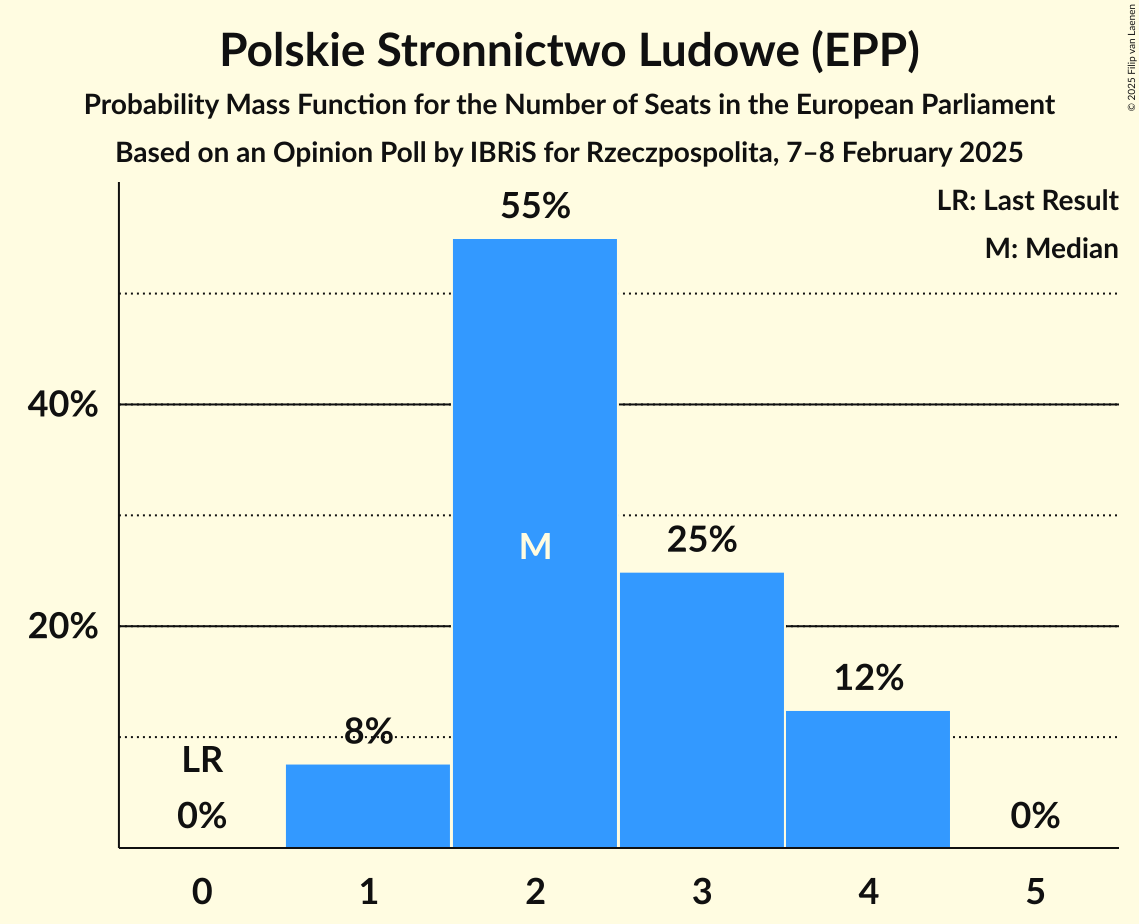 Polskie Stronnictwo Ludowe (EPP)
Probability Mass Function for the Number of Seats in the European Parliament
Based on an Opinion Poll by IBRiS for Rzeczpospolita, 7–8 February 2025
© 2025 Filip van Laenen
LR: Last Result
M: Median
55%
40%
M
25%
20%
12%
8%
LR
0%
0%
0 1 2 3 4 5